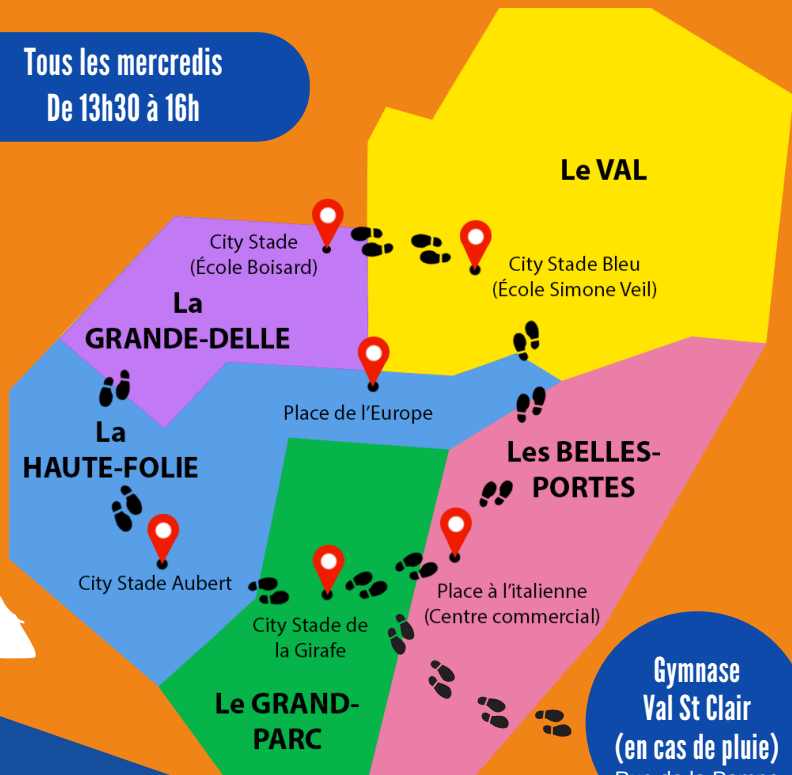 Tous les mercredis
De 13h30 à 16h
Le VAL
City Stade
(École Boisard)
City Stade Bleu
(École Simone Veil)
La
GRANDE-DELLE
Place de l'Europe
La
HAUTE-FOLIE
Les BELLES-
PORTES
City Stade Aubert
Place à l'italienne
(Centre commercial)
City Stade de
la Girafe
Le GRAND-
PARC
Gymnase
Val St Clair
(en cas de pluie)